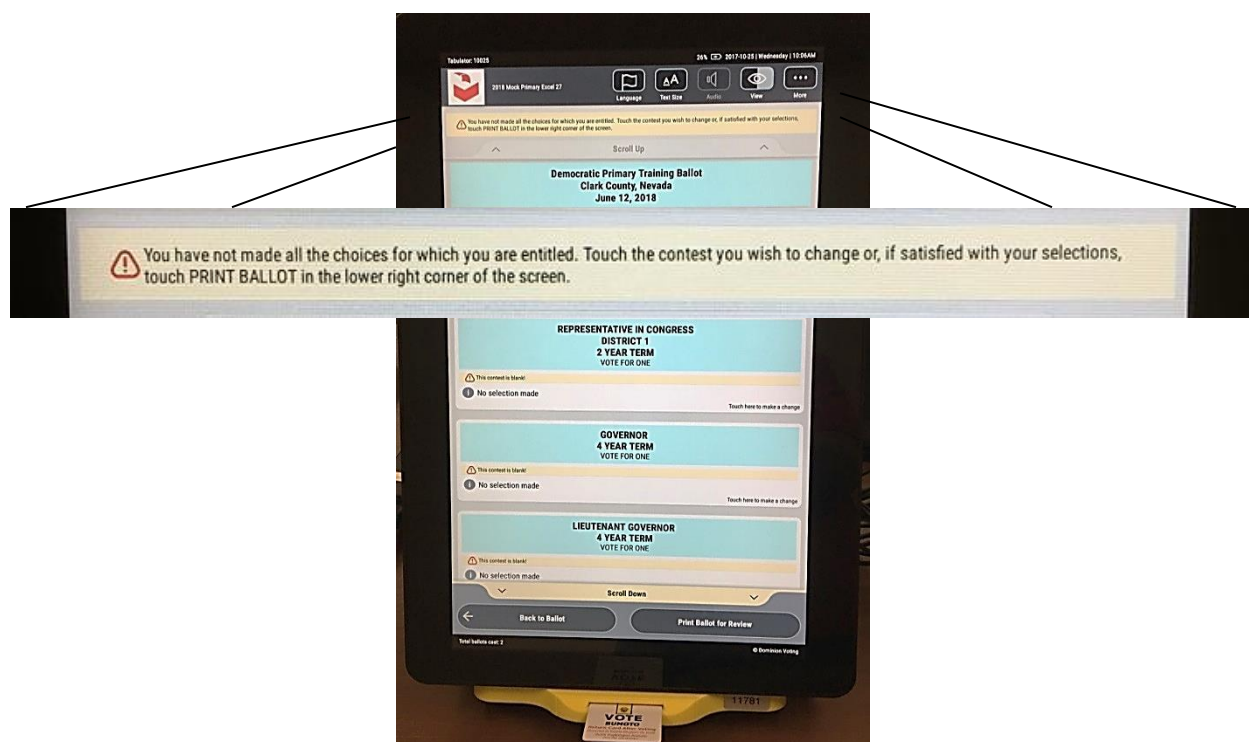 Tabulator: 10025
26% 2017-10-25 | Wednesday | 10:06AM
2018 Mock Primary Excel 27
Language
Text Size
Audio
View
More
You have not made all the choices for which you are entitled. Touch the contest you wish to change or, if satisfied with your selections,
touch PRINT BALLOT in the lower right corner of the screen.
Scroll Up
Democratic Primary Training Ballot
Clark County, Nevada
June 12, 2018
You have not made all the choices for which you are entitled. Touch the contest you wish to change or, if satisfied with your selections,
touch PRINT BALLOT in the lower right corner of the screen.
REPRESENTATIVE IN CONGRESS
DISTRICT 1
2 YEAR TERM
VOTE FOR ONE
This contest is blank!
No selection made
Touch here to make a change
GOVERNOR
4 YEAR TERM
VOTE FOR ONE
This contest is blank!
No selection made
Touch here to make a change
LIEUTENANT GOVERNOR
4 YEAR TERM
VOTE FOR ONE
This contest is blank!
No selection made
Scroll Down
Back to Ballot
Print Ballot for Review
Total ballots cast: 2
© Dominion Voting
11781
VOTE
BUMOTO